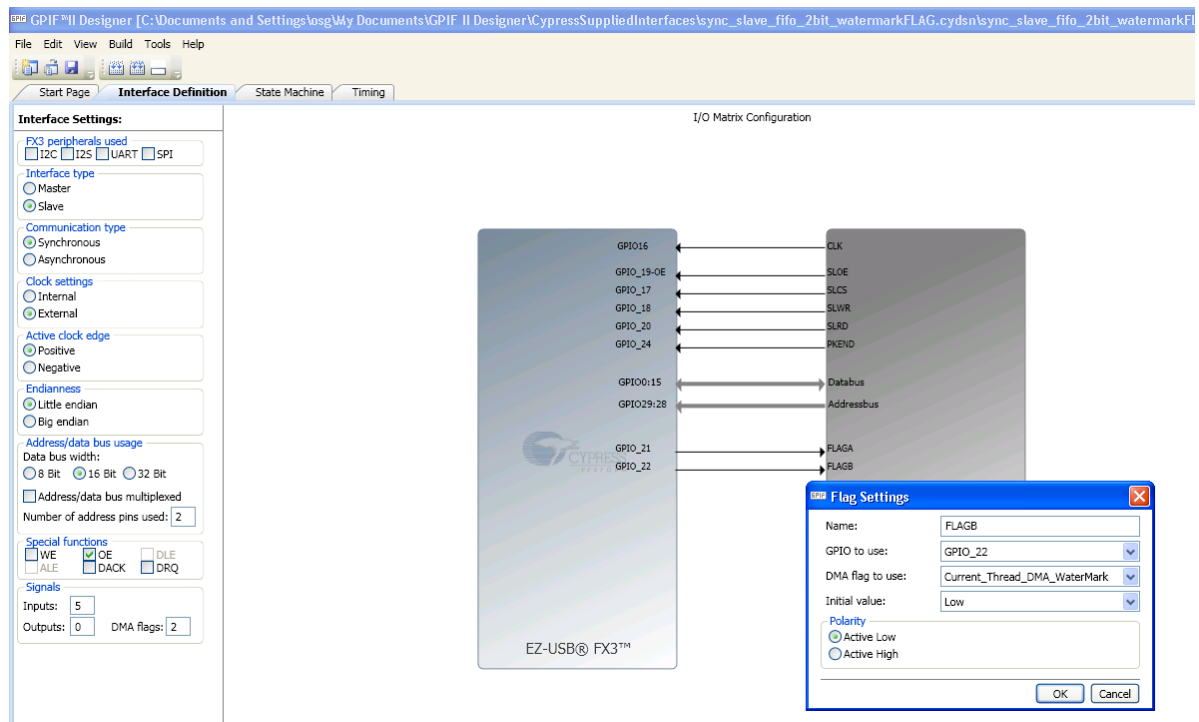 GPIF™II Designer [C:\Documents and Settings\osg\My Documents\GPIF II Designer\CypressSuppliedInterfaces\sync_slave_fifo_2bit_watermarkFLAG.cydsn\sync_slave_fifo_2bit_watermarkFL
File Edit View Build Tools Help
Start Page Interface Definition State Machine Timing
Interface Settings:
FX3 peripherals used
I2C I2S UART SPI
Interface type
Master
Slave
Communication type
Synchronous
Asynchronous
Clock settings
Internal
External
Active clock edge
Positive
Negative
Endianness
Little endian
Big endian
Address/data bus usage
Data bus width:
8 Bit 16 Bit 32 Bit
Address/data bus multiplexed
Number of address pins used: 2
Special functions
WE OE DLE
ALE DACK DRQ
Signals
Inputs: 5
Outputs: 0 DMA flags: 2
I/O Matrix Configuration
GPIO16 CLK
GPIO_19-OE SLOE
GPIO_17 SLCS
GPIO_18 SLWR
GPIO_20 SLRD
GPIO_24 PKEND
GPIO0:15 Databus
GPIO29:28 Addressbus
GPIO_21 FLAGA
CYPRESS
GPIO_22 FLAGB
EZ-USB® FX3™
GPIF Flag Settings
Name: FLAGB
GPIO to use: GPIO_22
DMA flag to use: Current_Thread_DMA_WaterMark
Initial value: Low
Polarity
Active Low
Active High
OK Cancel